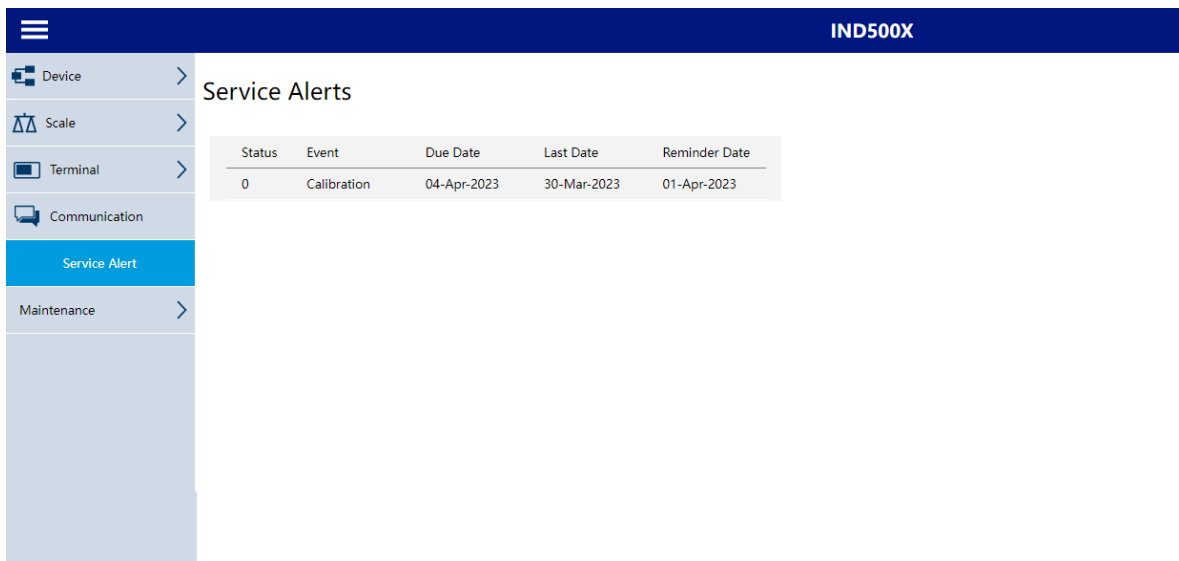 IND500X
Device
Scale
Terminal
Communication
Service Alert
Maintenance
Service Alerts
Status Event Due Date Last Date Reminder Date
0 Calibration 04-Apr-2023 30-Mar-2023 01-Apr-2023